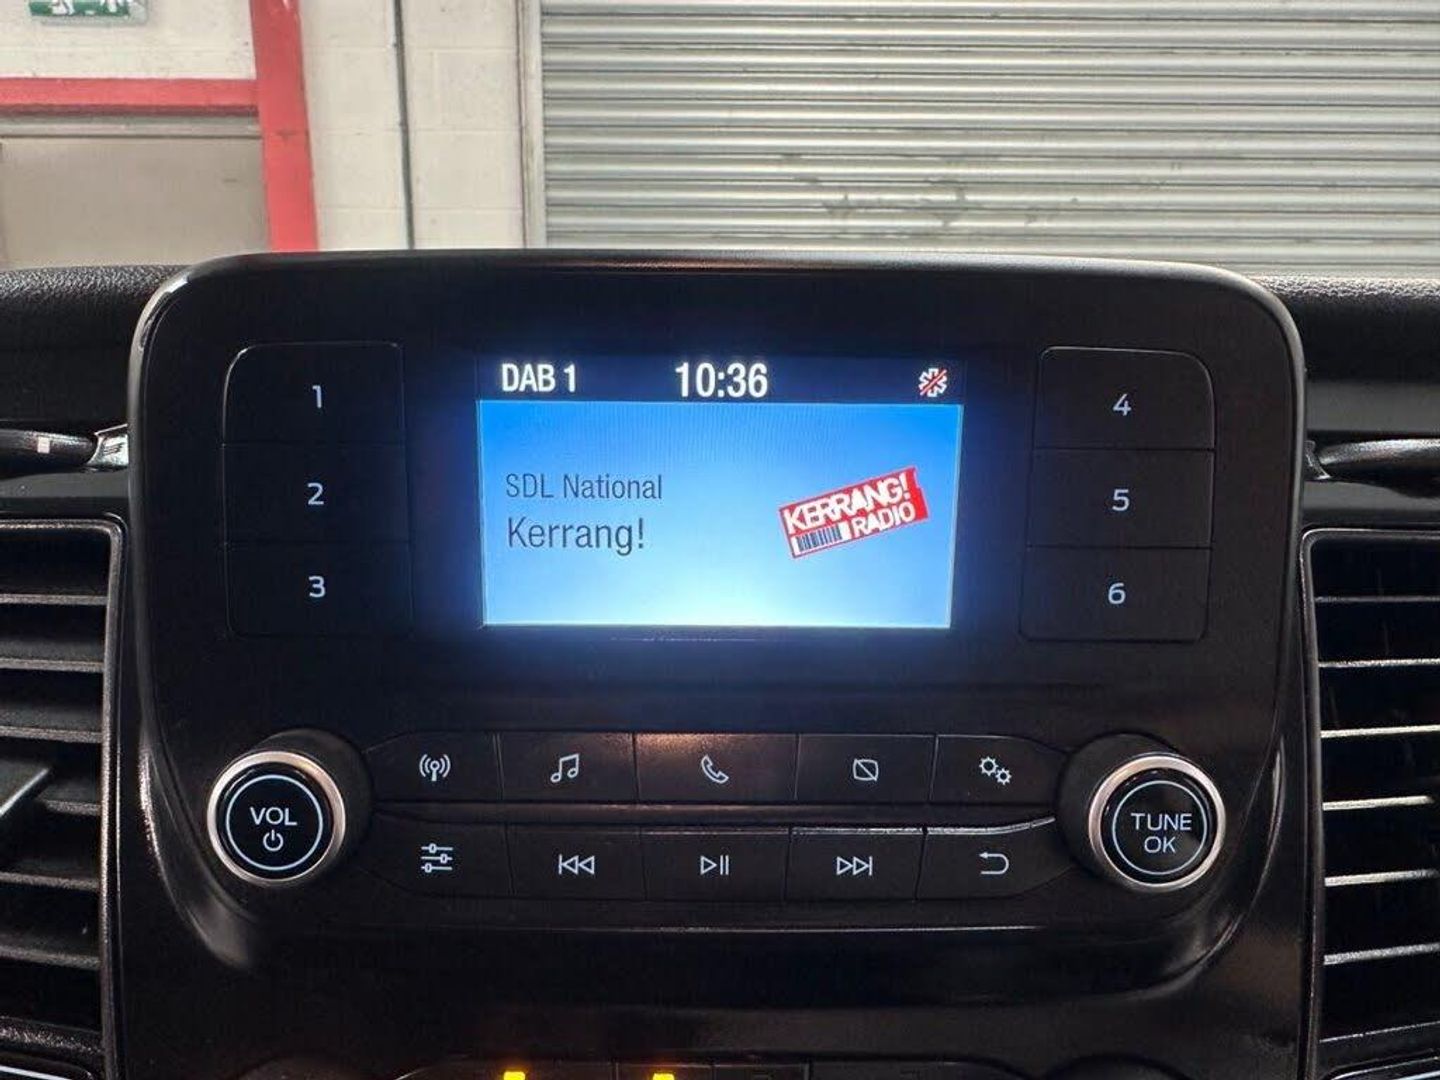 DAB 1 10:36
SDL National
Kerrang!
KERRANG!
RADIO
1
2
3
4
5
6
VOL
TUNE
OK